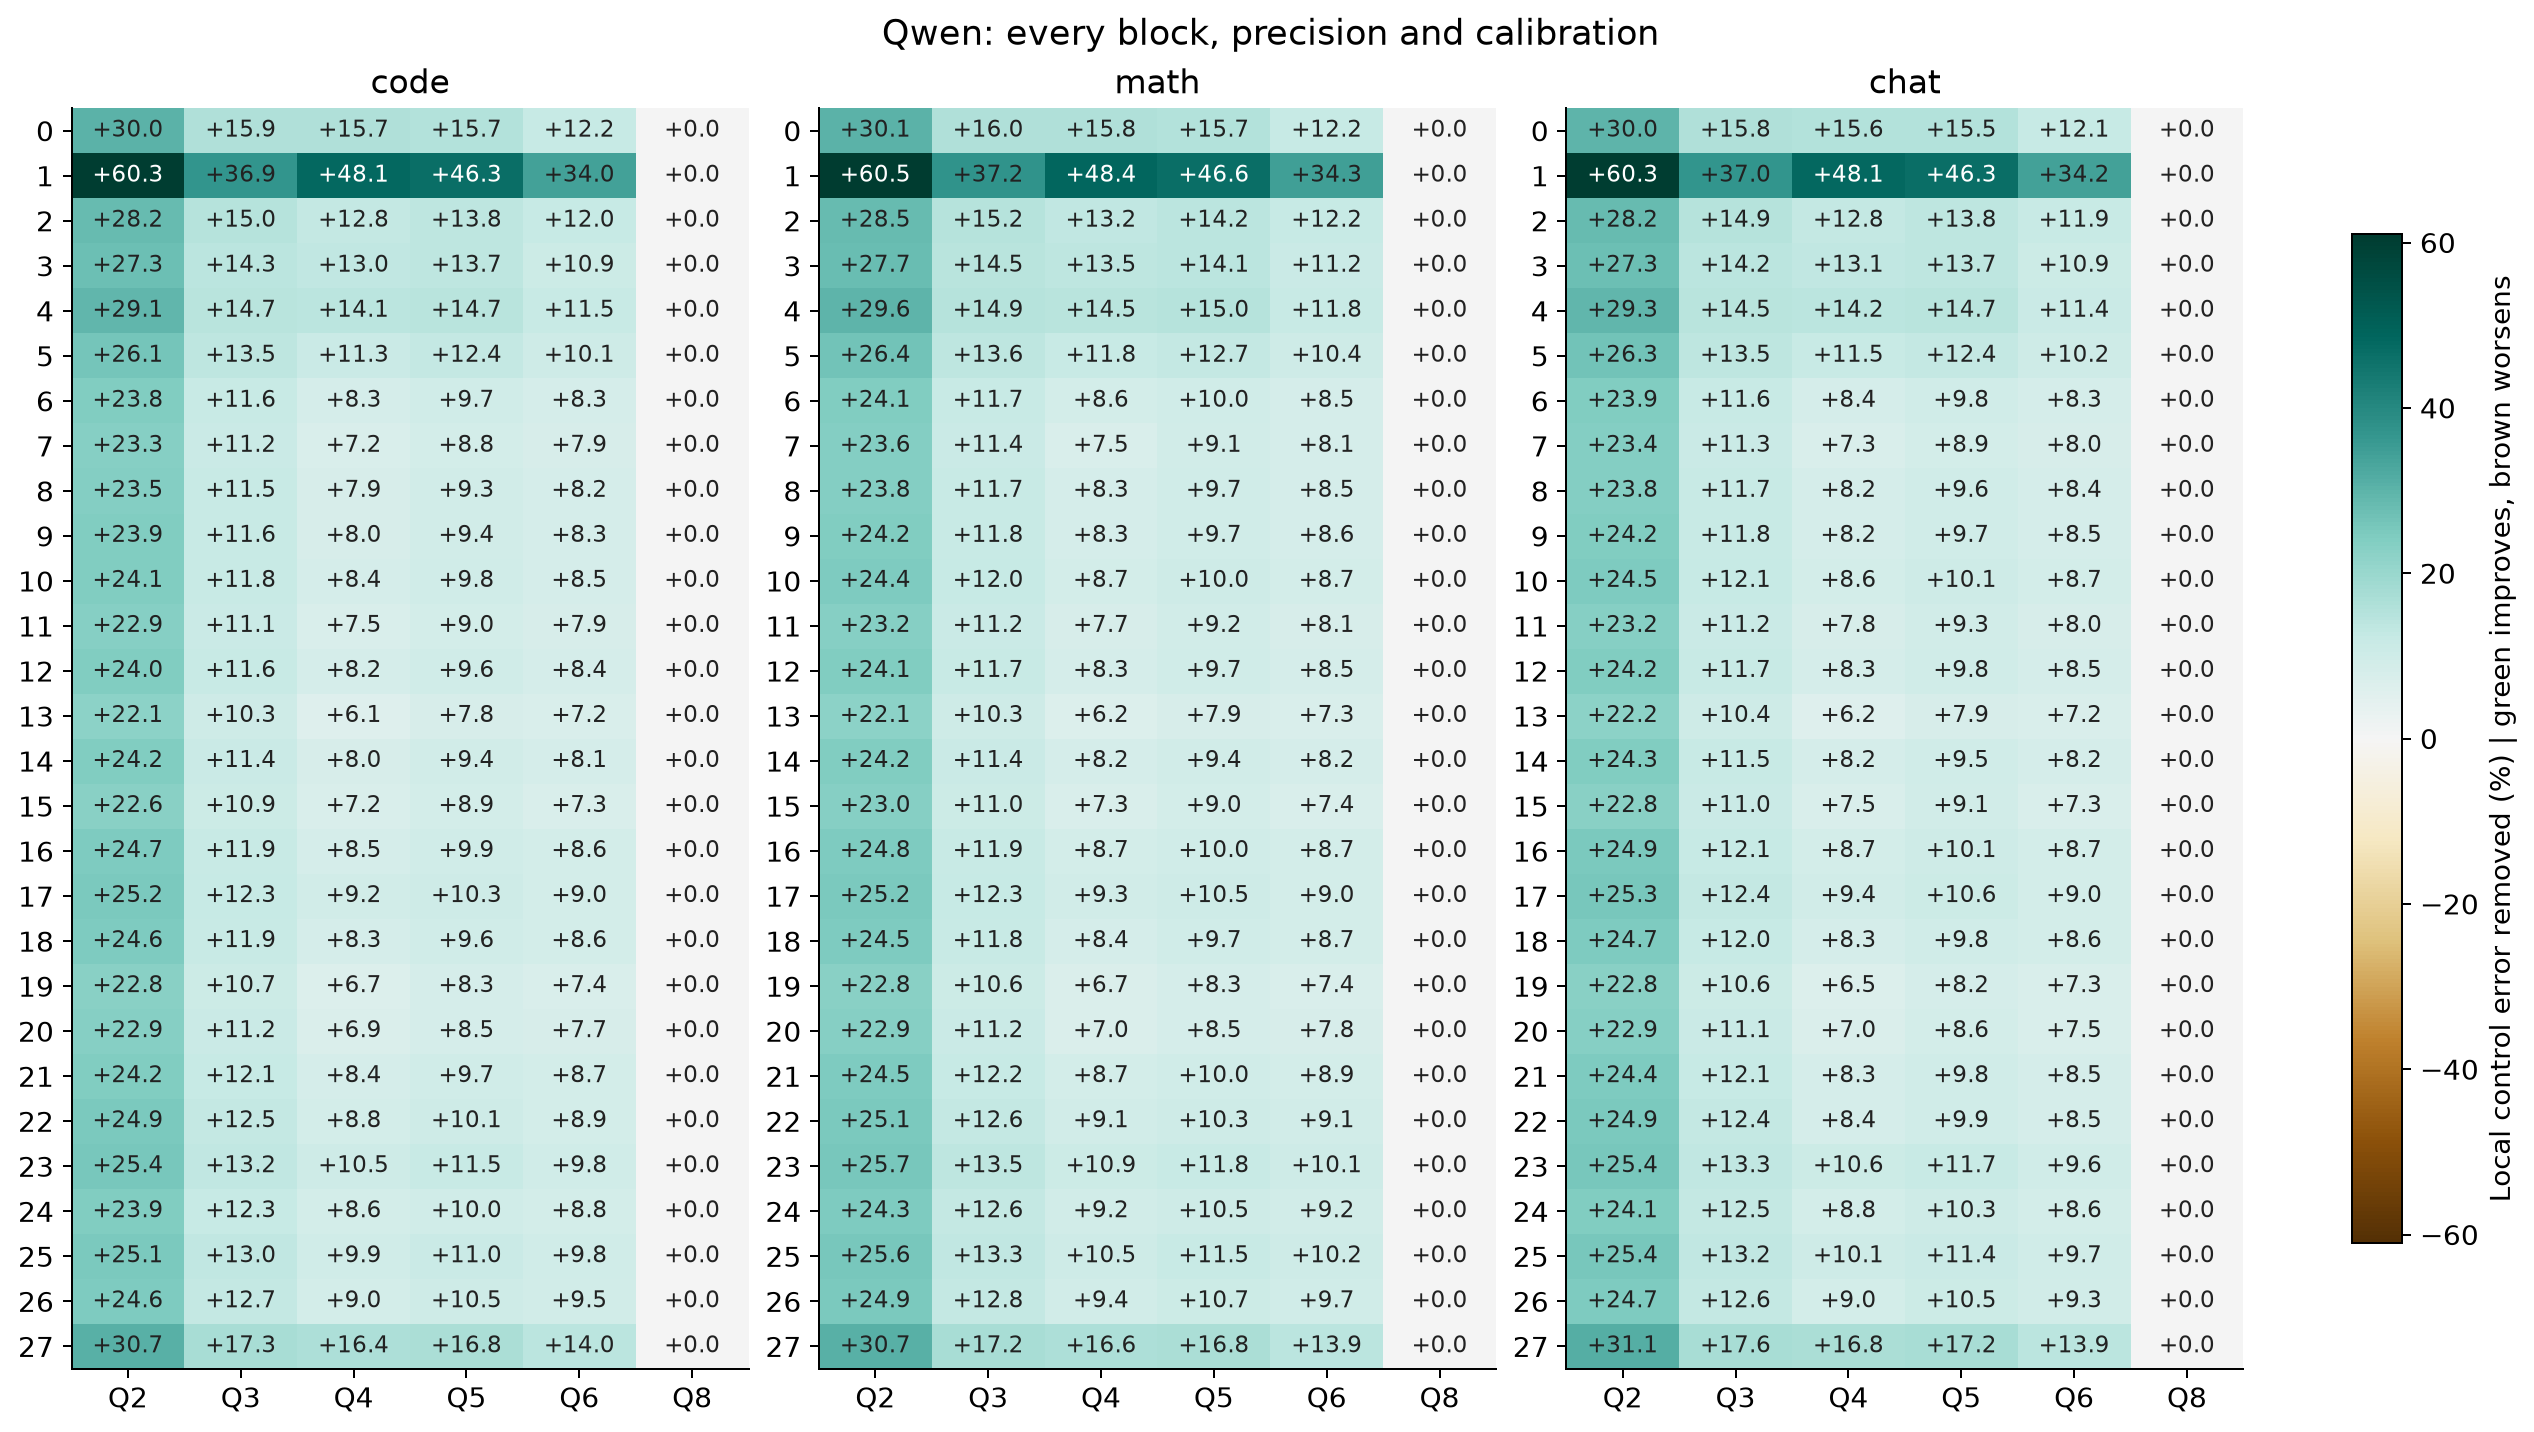 Qwen: every block, precision and calibration
code math chat
0 +30.0 +15.9 +15.7 +15.7 +12.2 +0.0 0 +30.1 +16.0 +15.8 +15.7 +12.2 +0.0 0 +30.0 +15.8 +15.6 +15.5 +12.1 +0.0
1 +60.3 +36.9 +48.1 +46.3 +34.0 +0.0 1 +60.5 +37.2 +48.4 +46.6 +34.3 +0.0 1 +60.3 +37.0 +48.1 +46.3 +34.2 +0.0
2 +28.2 +15.0 +12.8 +13.8 +12.0 +0.0 2 +28.5 +15.2 +13.2 +14.2 +12.2 +0.0 2 +28.2 +14.9 +12.8 +13.8 +11.9 +0.0
3 +27.3 +14.3 +13.0 +13.7 +10.9 +0.0 3 +27.7 +14.5 +13.5 +14.1 +11.2 +0.0 3 +27.3 +14.2 +13.1 +13.7 +10.9 +0.0
4 +29.1 +14.7 +14.1 +14.7 +11.5 +0.0 4 +29.6 +14.9 +14.5 +15.0 +11.8 +0.0 4 +29.3 +14.5 +14.2 +14.7 +11.4 +0.0
5 +26.1 +13.5 +11.3 +12.4 +10.1 +0.0 5 +26.4 +13.6 +11.8 +12.7 +10.4 +0.0 5 +26.3 +13.5 +11.5 +12.4 +10.2 +0.0
6 +23.8 +11.6 +8.3 +9.7 +8.3 +0.0 6 +24.1 +11.7 +8.6 +10.0 +8.5 +0.0 6 +23.9 +11.6 +8.4 +9.8 +8.3 +0.0
7 +23.3 +11.2 +7.2 +8.8 +7.9 +0.0 7 +23.6 +11.4 +7.5 +9.1 +8.1 +0.0 7 +23.4 +11.3 +7.3 +8.9 +8.0 +0.0
8 +23.5 +11.5 +7.9 +9.3 +8.2 +0.0 8 +23.8 +11.7 +8.3 +9.7 +8.5 +0.0 8 +23.8 +11.7 +8.2 +9.6 +8.4 +0.0
9 +23.9 +11.6 +8.0 +9.4 +8.3 +0.0 9 +24.2 +11.8 +8.3 +9.7 +8.6 +0.0 9 +24.2 +11.8 +8.2 +9.7 +8.5 +0.0
10 +24.1 +11.8 +8.4 +9.8 +8.5 +0.0 10 +24.4 +12.0 +8.7 +10.0 +8.7 +0.0 10 +24.5 +12.1 +8.6 +10.1 +8.7 +0.0
11 +22.9 +11.1 +7.5 +9.0 +7.9 +0.0 11 +23.2 +11.2 +7.7 +9.2 +8.1 +0.0 11 +23.2 +11.2 +7.8 +9.3 +8.0 +0.0
12 +24.0 +11.6 +8.2 +9.6 +8.4 +0.0 12 +24.1 +11.7 +8.3 +9.7 +8.5 +0.0 12 +24.2 +11.7 +8.3 +9.8 +8.5 +0.0
13 +22.1 +10.3 +6.1 +7.8 +7.2 +0.0 13 +22.1 +10.3 +6.2 +7.9 +7.3 +0.0 13 +22.2 +10.4 +6.2 +7.9 +7.2 +0.0
14 +24.2 +11.4 +8.0 +9.4 +8.1 +0.0 14 +24.2 +11.4 +8.2 +9.4 +8.2 +0.0 14 +24.3 +11.5 +8.2 +9.5 +8.2 +0.0
15 +22.6 +10.9 +7.2 +8.9 +7.3 +0.0 15 +23.0 +11.0 +7.3 +9.0 +7.4 +0.0 15 +22.8 +11.0 +7.5 +9.1 +7.3 +0.0
16 +24.7 +11.9 +8.5 +9.9 +8.6 +0.0 16 +24.8 +11.9 +8.7 +10.0 +8.7 +0.0 16 +24.9 +12.1 +8.7 +10.1 +8.7 +0.0
17 +25.2 +12.3 +9.2 +10.3 +9.0 +0.0 17 +25.2 +12.3 +9.3 +10.5 +9.0 +0.0 17 +25.3 +12.4 +9.4 +10.6 +9.0 +0.0
18 +24.6 +11.9 +8.3 +9.6 +8.6 +0.0 18 +24.5 +11.8 +8.4 +9.7 +8.7 +0.0 18 +24.7 +12.0 +8.3 +9.8 +8.6 +0.0
19 +22.8 +10.7 +6.7 +8.3 +7.4 +0.0 19 +22.8 +10.6 +6.7 +8.3 +7.4 +0.0 19 +22.8 +10.6 +6.5 +8.2 +7.3 +0.0
20 +22.9 +11.2 +6.9 +8.5 +7.7 +0.0 20 +22.9 +11.2 +7.0 +8.5 +7.8 +0.0 20 +22.9 +11.1 +7.0 +8.6 +7.5 +0.0
21 +24.2 +12.1 +8.4 +9.7 +8.7 +0.0 21 +24.5 +12.2 +8.7 +10.0 +8.9 +0.0 21 +24.4 +12.1 +8.3 +9.8 +8.5 +0.0
22 +24.9 +12.5 +8.8 +10.1 +8.9 +0.0 22 +25.1 +12.6 +9.1 +10.3 +9.1 +0.0 22 +24.9 +12.4 +8.4 +9.9 +8.5 +0.0
23 +25.4 +13.2 +10.5 +11.5 +9.8 +0.0 23 +25.7 +13.5 +10.9 +11.8 +10.1 +0.0 23 +25.4 +13.3 +10.6 +11.7 +9.6 +0.0
24 +23.9 +12.3 +8.6 +10.0 +8.8 +0.0 24 +24.3 +12.6 +9.2 +10.5 +9.2 +0.0 24 +24.1 +12.5 +8.8 +10.3 +8.6 +0.0
25 +25.1 +13.0 +9.9 +11.0 +9.8 +0.0 25 +25.6 +13.3 +10.5 +11.5 +10.2 +0.0 25 +25.4 +13.2 +10.1 +11.4 +9.7 +0.0
26 +24.6 +12.7 +9.0 +10.5 +9.5 +0.0 26 +24.9 +12.8 +9.4 +10.7 +9.7 +0.0 26 +24.7 +12.6 +9.0 +10.5 +9.3 +0.0
27 +30.7 +17.3 +16.4 +16.8 +14.0 +0.0 27 +30.7 +17.2 +16.6 +16.8 +13.9 +0.0 27 +31.1 +17.6 +16.8 +17.2 +13.9 +0.0
Q2 Q3 Q4 Q5 Q6 Q8 Q2 Q3 Q4 Q5 Q6 Q8 Q2 Q3 Q4 Q5 Q6 Q8
60
40
20
0
−20
−40
−60
Local control error removed (%) | green improves, brown worsens